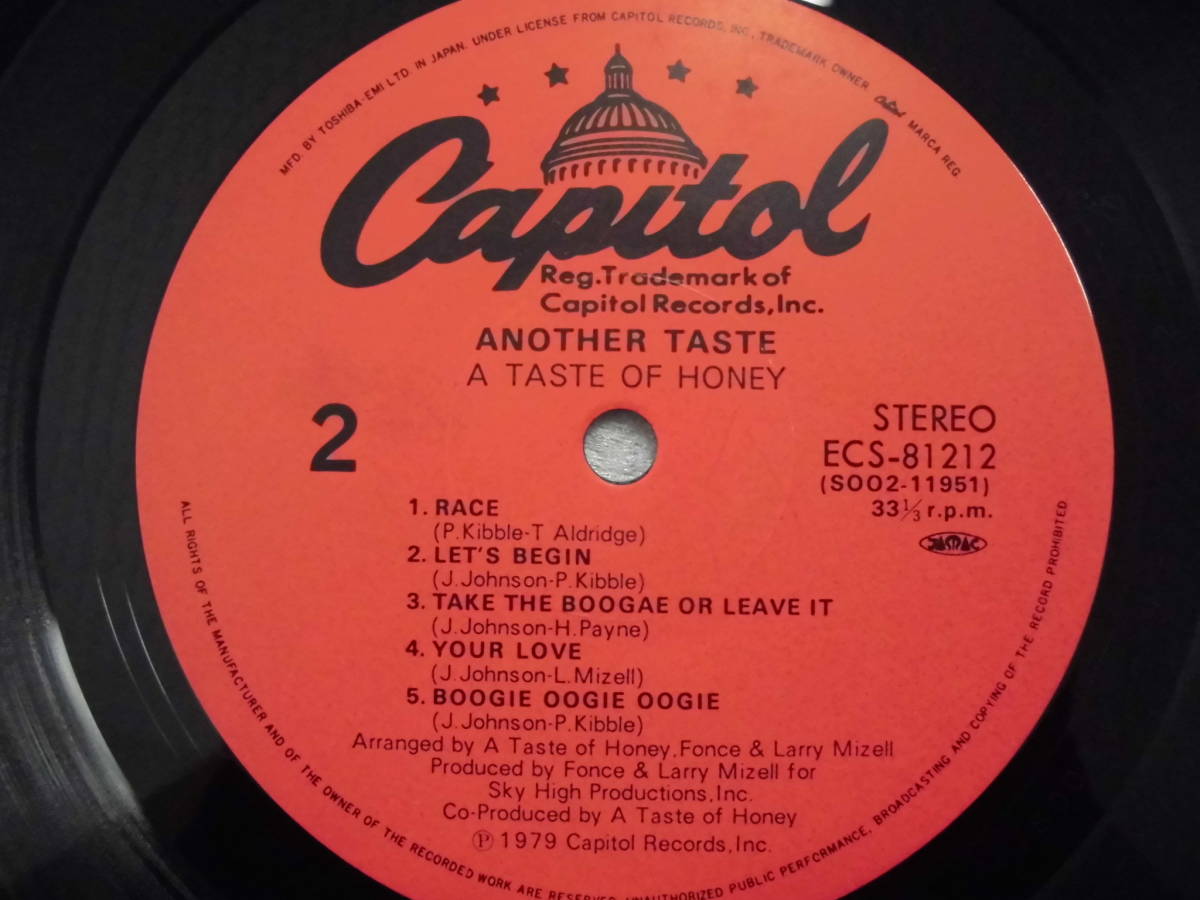 MFD. BY TOSHIBA-EMI LTD. IN JAPAN. UNDER LICENSE FROM CAPITOL RECORDS, INC., TRADEMARK OWNER Capitol MARCA REG.
Capitol
Reg.Trademark of
Capitol Records,Inc.
ANOTHER TASTE
A TASTE OF HONEY
2
STEREO
ECS-81212
(SOO2-11951)
33⅓ r.p.m.
JASRAC
1. RACE
(P.Kibble-T Aldridge)
2. LET'S BEGIN
(J.Johnson-P.Kibble)
3. TAKE THE BOOGAE OR LEAVE IT
(J.Johnson-H.Payne)
4. YOUR LOVE
(J.Johnson-L.Mizell)
5. BOOGIE OOGIE OOGIE
(J.Johnson-P.Kibble)
Arranged by A Taste of Honey, Fonce & Larry Mizell
Produced by Fonce & Larry Mizell for
Sky High Productions,Inc.
Co-Produced by A Taste of Honey
Ⓟ 1979 Capitol Records,Inc.
ALL RIGHTS OF THE MANUFACTURER AND OF THE OWNER OF THE RECORDED WORK ARE RESERVED. UNAUTHORIZED PUBLIC PERFORMANCE, BROADCASTING AND COPYING OF THE RECORD PROHIBITED.